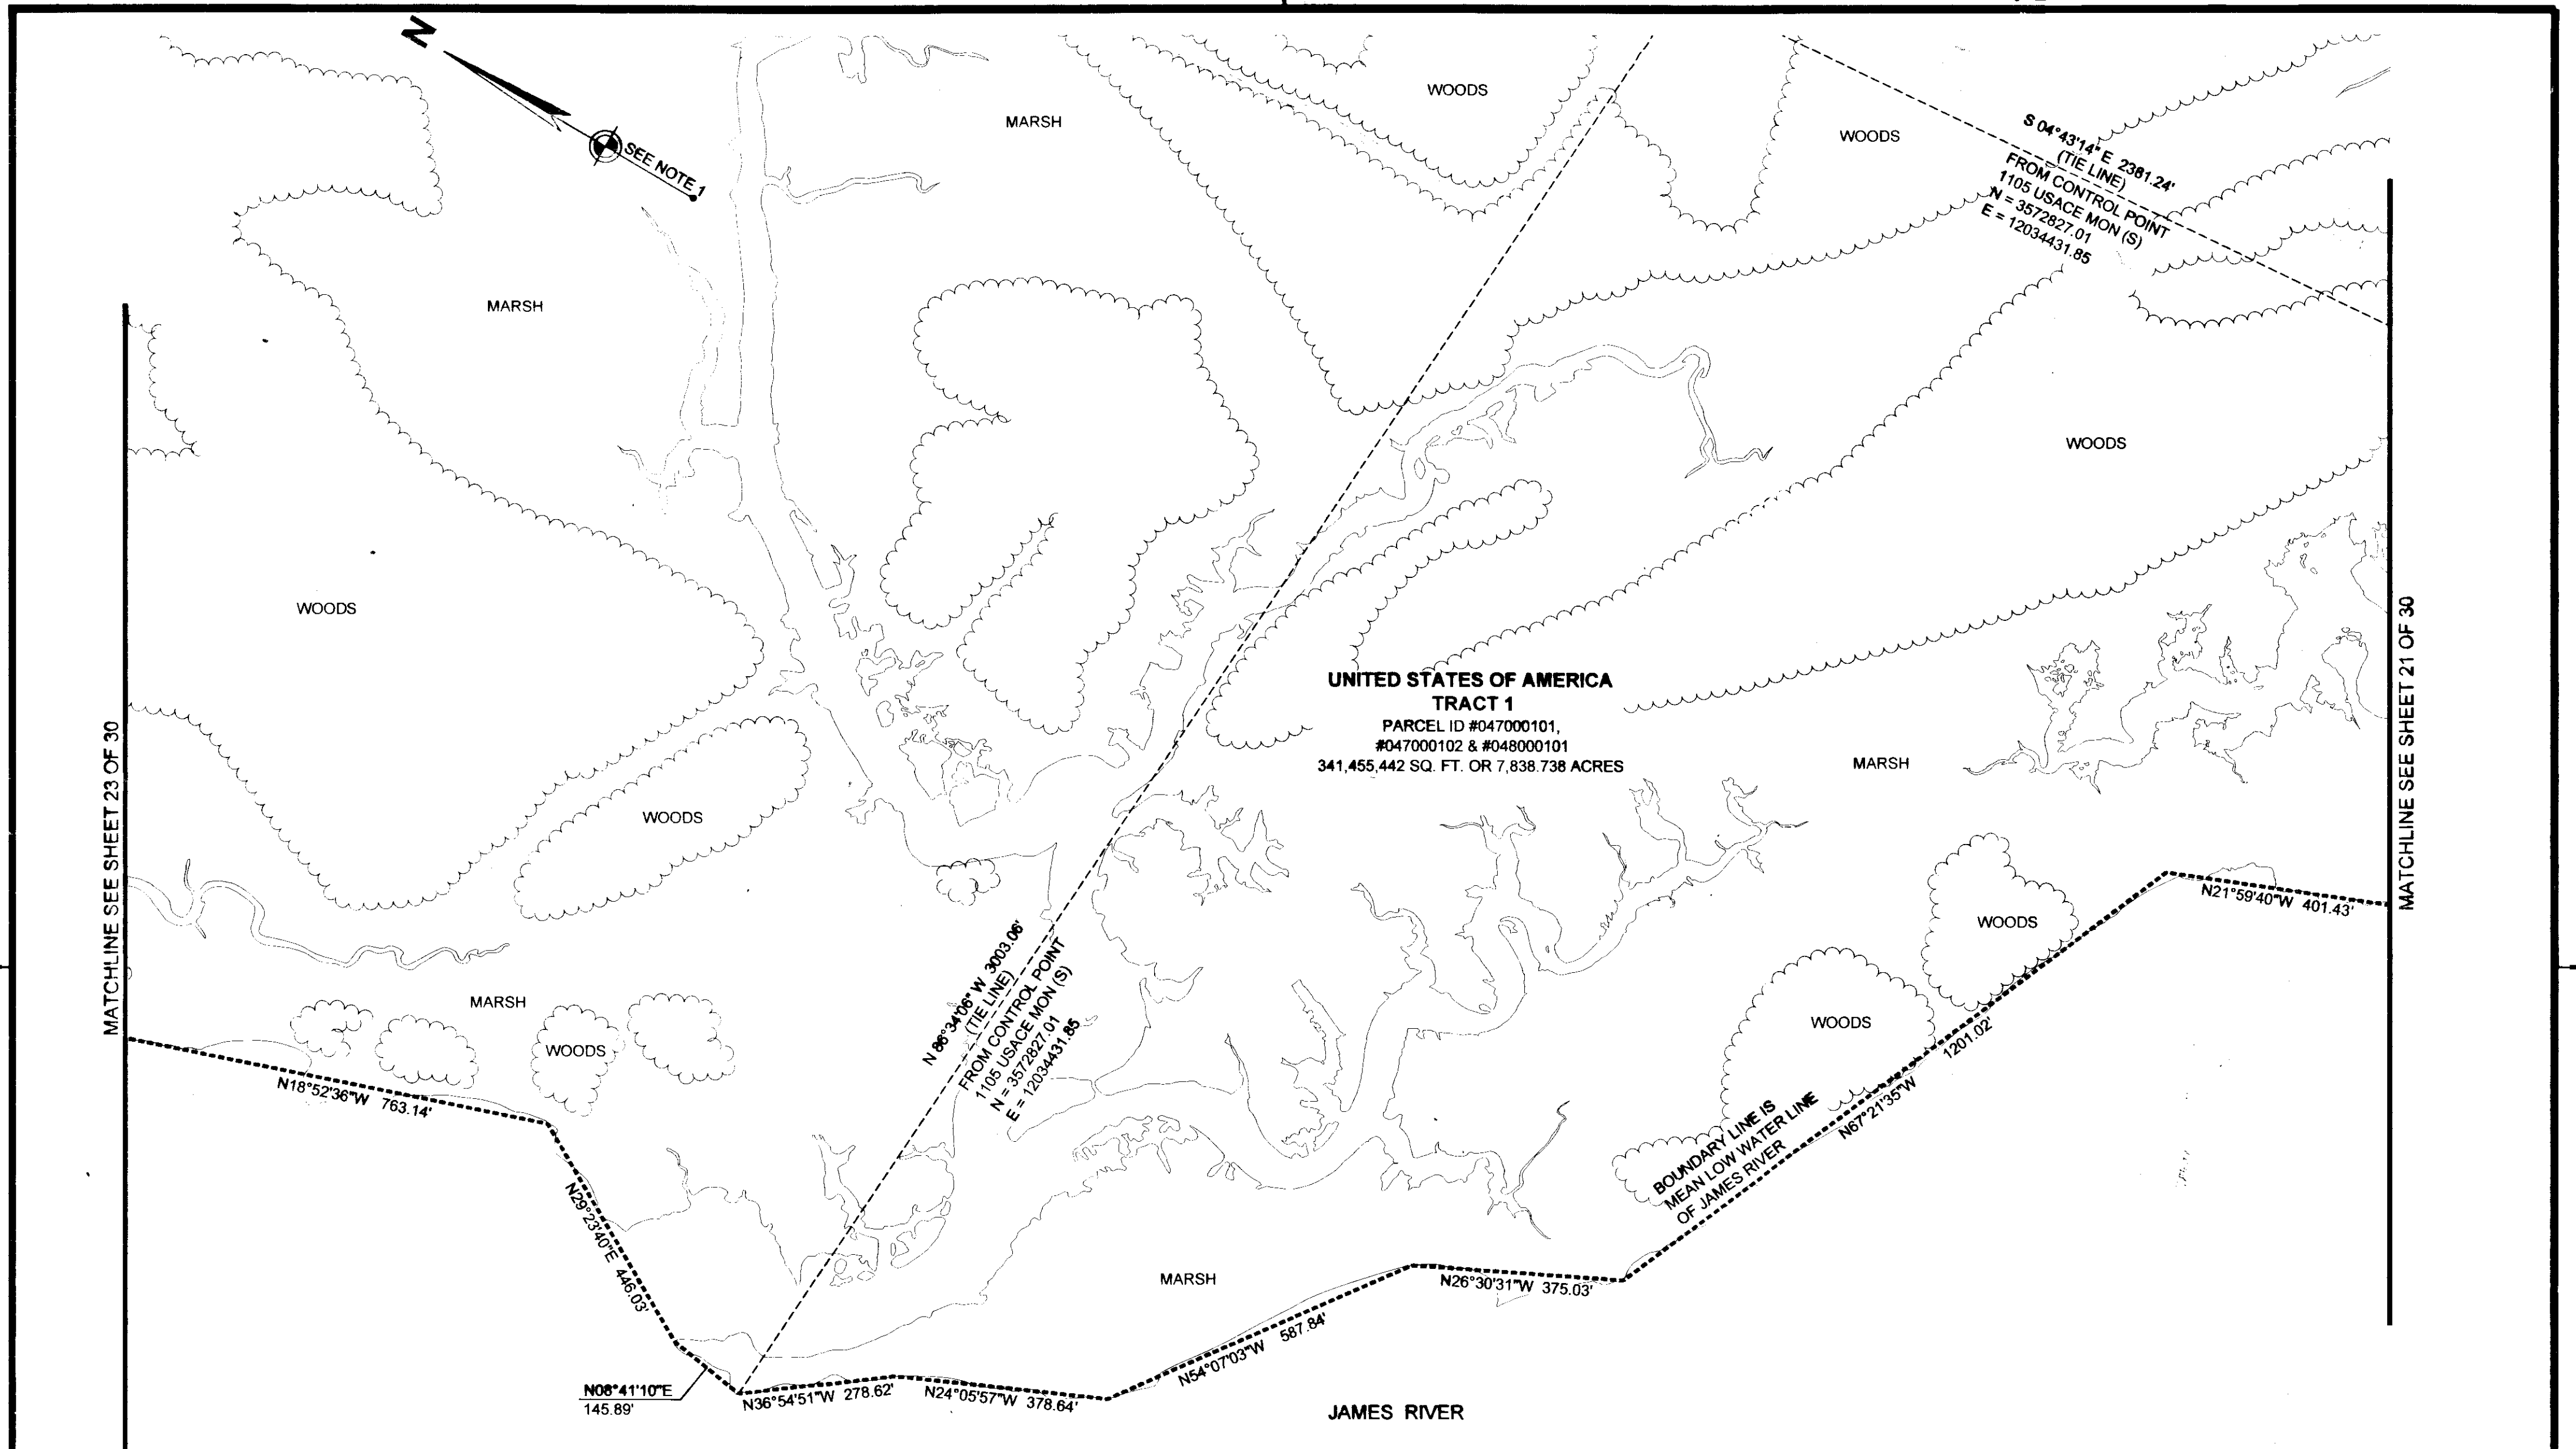 N
SEE NOTE 1
WOODS
MARSH
WOODS
S 04°43'14" E 2381.24'
(TIE LINE)
FROM CONTROL POINT
1105 USACE MON (S)
N = 3572827.01
E = 12034431.85
MARSH
WOODS
WOODS
UNITED STATES OF AMERICA
TRACT 1
PARCEL ID #047000101,
#047000102 & #048000101
341,455,442 SQ. FT. OR 7,838.738 ACRES
MATCHLINE SEE SHEET 23 OF 30
MATCHLINE SEE SHEET 21 OF 30
MARSH
WOODS
N21°59'40"W 401.43'
WOODS
N 86°34'06" W 3003.06'
(TIE LINE)
FROM CONTROL POINT
1105 USACE MON (S)
N = 3572827.01
E = 12034431.85
MARSH
WOODS
WOODS
N18°52'36"W 763.14'
BOUNDARY LINE IS
MEAN LOW WATER LINE
OF JAMES RIVER
N67°21'35"W 1201.02'
N29°23'40"E 446.03'
MARSH
N26°30'31"W 375.03'
N54°07'03"W 587.84'
N08°41'10"E
145.89'
N36°54'51"W 278.62'
N24°05'57"W 378.64'
JAMES RIVER